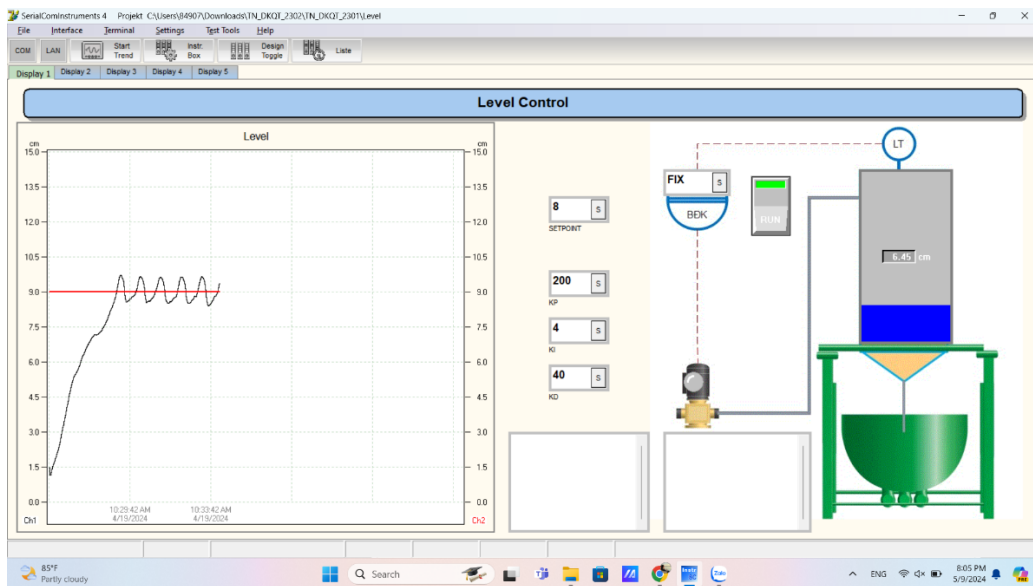 SerialComInstruments 4 Projekt C:\Users\84907\Downloads\TN_DKQT_2302\TN_DKQT_2301\Level
File Interface Terminal Settings Test Tools Help
COM LAN Start Trend Instr. Box Design Toggle Liste
Display 1 Display 2 Display 3 Display 4 Display 5
Level Control
Level
cm
15.0
13.5
12.0
10.5
9.0
7.5
6.0
4.5
3.0
1.5
0.0
Ch1
10:29:42 AM
4/19/2024
10:33:42 AM
4/19/2024
cm
15.0
13.5
12.0
10.5
9.0
7.5
6.0
4.5
3.0
1.5
0.0
Ch2
8 S
SETPOINT
200 S
KP
4 S
KI
40 S
KD
LT
FIX S
BĐK
RUN
6.45 cm
85°F
Partly cloudy
Search
Zalo
ENG
8:05 PM
5/9/2024